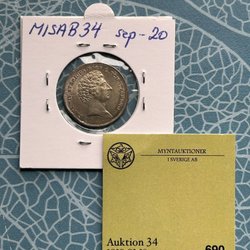 MISAB34 sep-20
MYNTAUKTIONER
I SVERIGE AB
Auktion 34
690